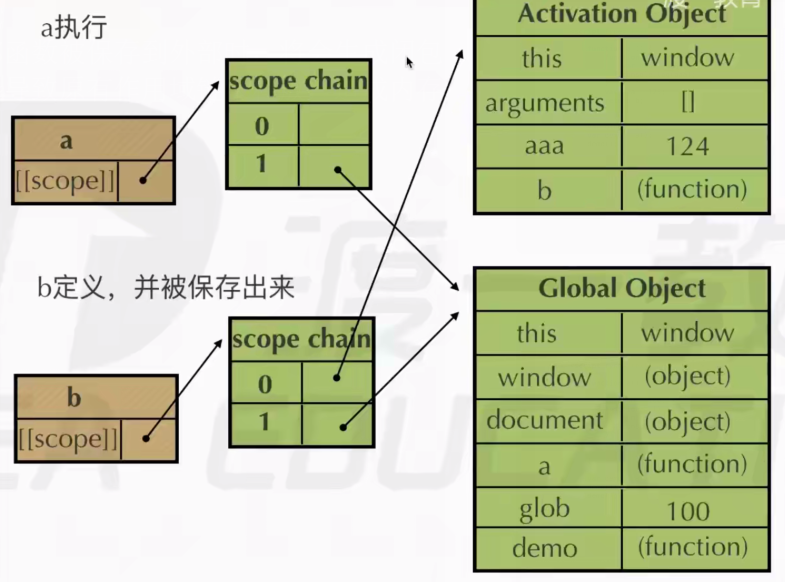 Activation Object
this window
arguments []
aaa 124
b (function)
a执行
scope chain
0
1
a
[[scope]]
b定义，并被保存出来
scope chain
0
1
b
[[scope]]
Global Object
this window
window (object)
document (object)
a (function)
glob 100
demo (function)